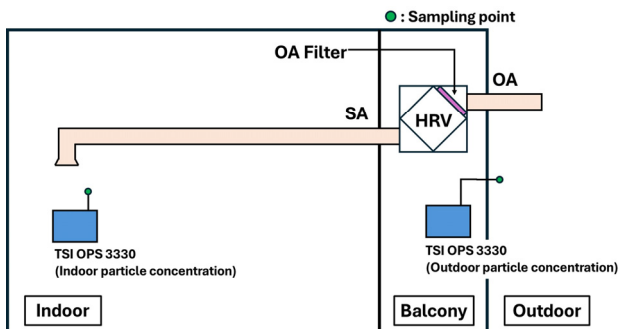 : Sampling point
OA Filter
OA
SA
HRV
TSI OPS 3330
(Indoor particle concentration)
TSI OPS 3330
(Outdoor particle concentration)
Indoor
Balcony
Outdoor